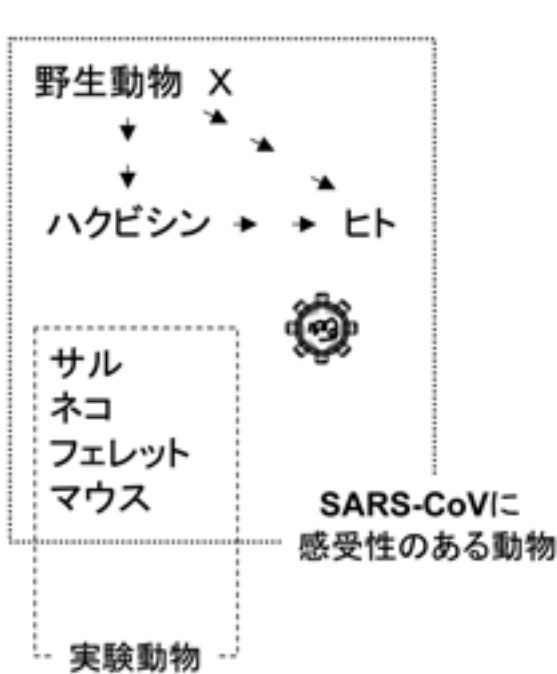 野生動物 X
ハクビシン
ヒト
サル
ネコ
フェレット
マウス
SARS-CoVに
感受性のある動物
実験動物